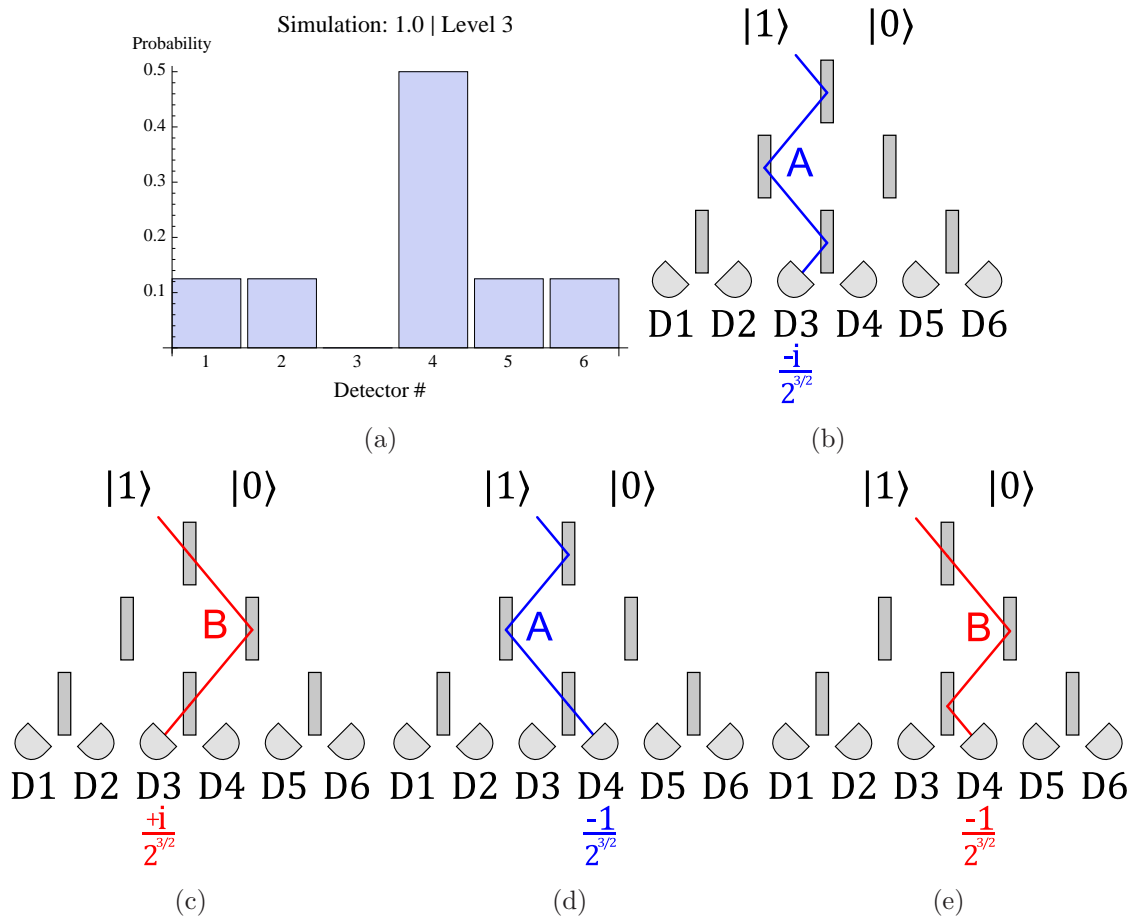 Simulation: 1.0 | Level 3
Probability
0.5
0.4
0.3
0.2
0.1
1 2 3 4 5 6
Detector #
(a)
|1⟩ |0⟩
A
D1 D2 D3 D4 D5 D6
-i
2^{3/2}
(b)
|1⟩ |0⟩
B
D1 D2 D3 D4 D5 D6
+i
2^{3/2}
(c)
|1⟩ |0⟩
A
D1 D2 D3 D4 D5 D6
-1
2^{3/2}
(d)
|1⟩ |0⟩
B
D1 D2 D3 D4 D5 D6
-1
2^{3/2}
(e)